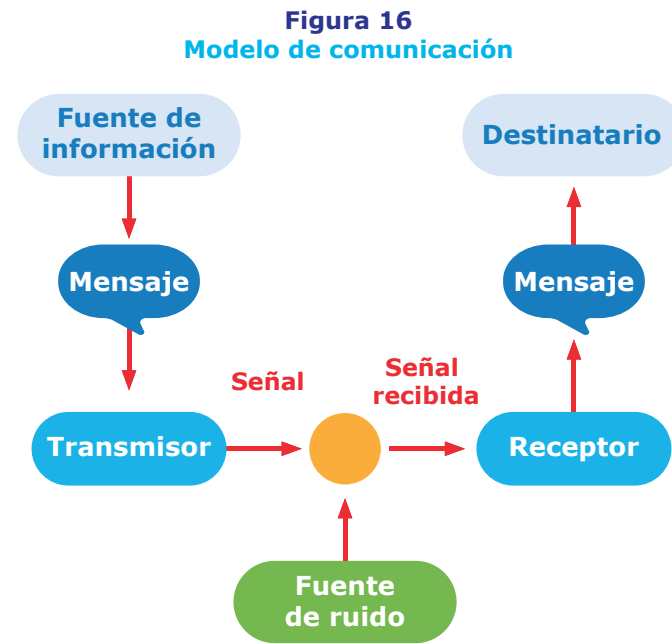 Figura 16
Modelo de comunicación
Fuente de
información
Destinatario
Mensaje
Mensaje
Señal
Señal
recibida
Transmisor
Receptor
Fuente
de ruido